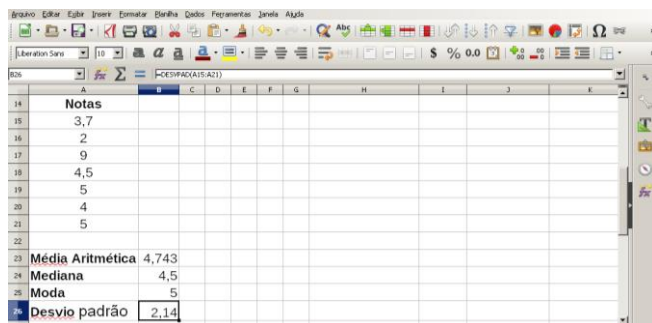 Arquivo Editar Exibir Inserir Formatar Planilha Dados Ferramentas Janela Ajuda
Liberation Sans 10 a a a a $ % 0.0
B26 =DESVPAD(A15:A21)
A B C D E F G H I J K
14 Notas
15 3,7
16 2
17 9
18 4,5
19 5
20 4
21 5
22
23 Média Aritmética 4,743
24 Mediana 4,5
25 Moda 5
26 Desvio padrão 2,14